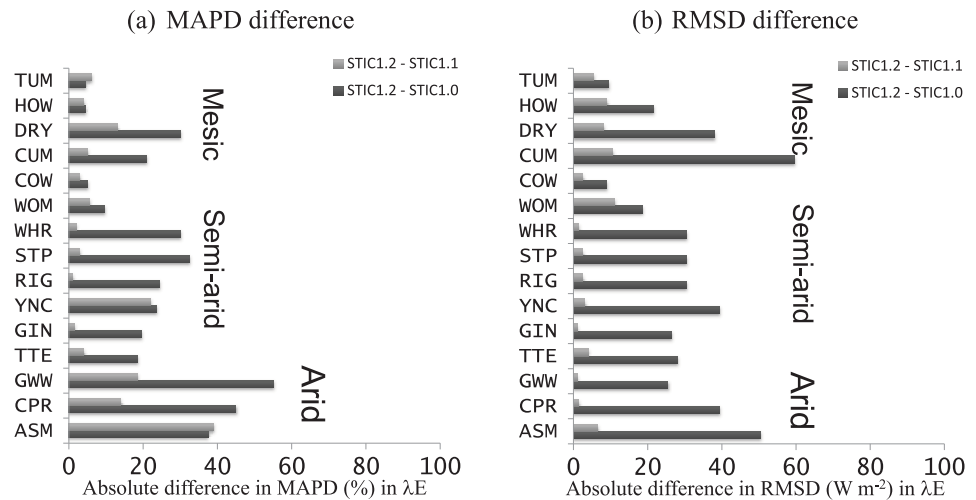 (a) MAPD difference
STIC1.2 - STIC1.1
STIC1.2 - STIC1.0
TUM
HOW
DRY
CUM
COW
WOM
WHR
STP
RIG
YNC
GIN
TTE
GWW
CPR
ASM
Mesic
Semi-arid
Arid
0 20 40 60 80 100
Absolute difference in MAPD (%) in λE
(b) RMSD difference
STIC1.2 - STIC1.1
STIC1.2 - STIC1.0
TUM
HOW
DRY
CUM
COW
WOM
WHR
STP
RIG
YNC
GIN
TTE
GWW
CPR
ASM
Mesic
Semi-arid
Arid
0 20 40 60 80 100
Absolute difference in RMSD (W m⁻²) in λE